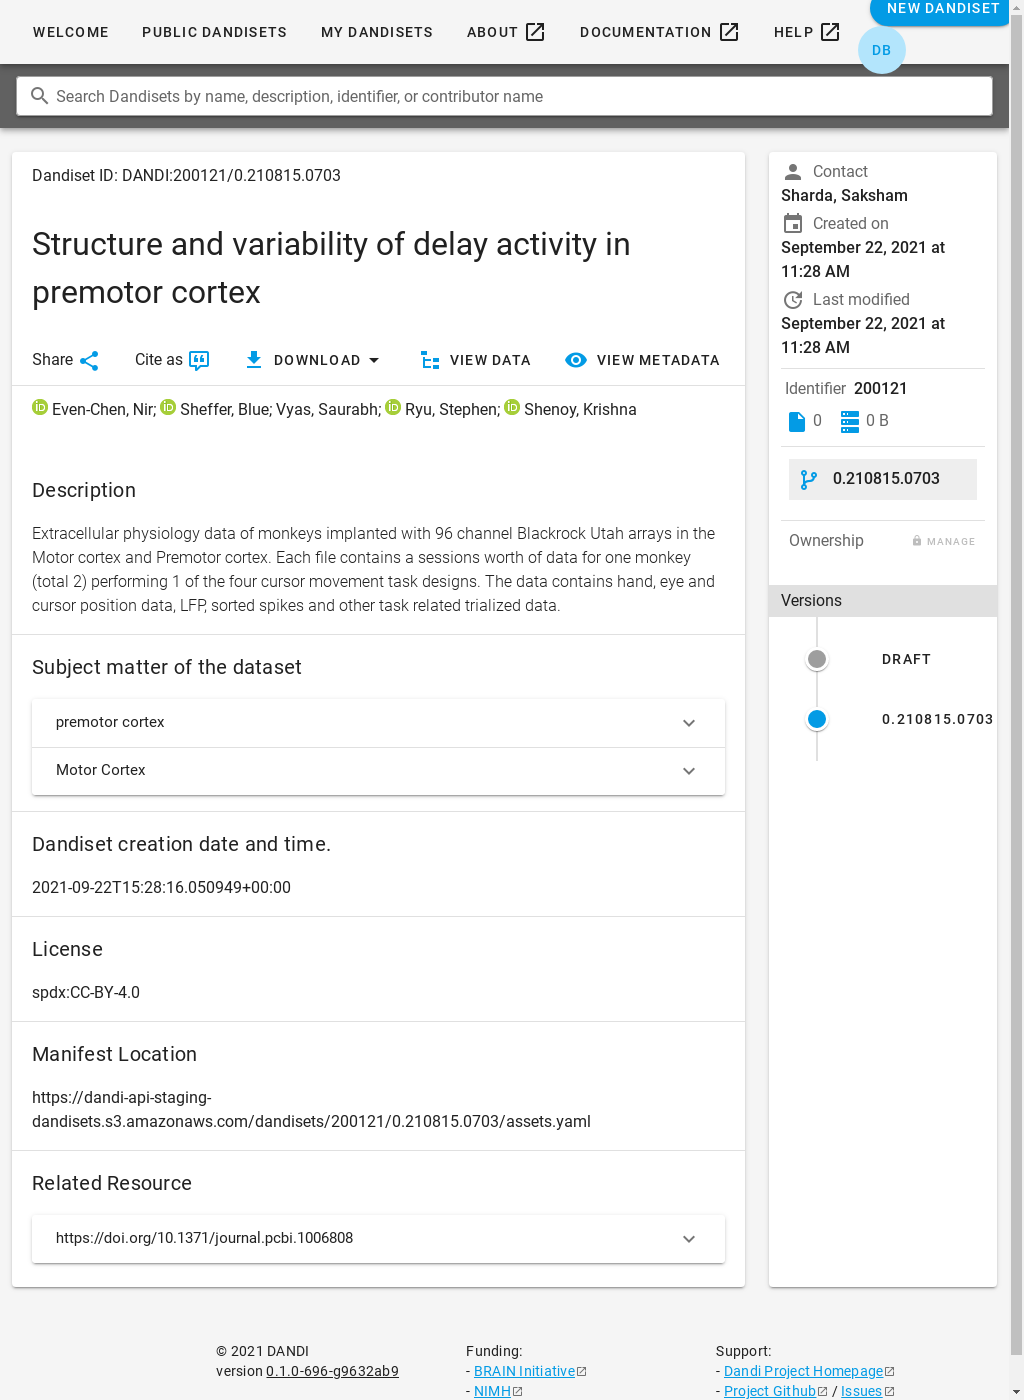 WELCOME PUBLIC DANDISETS MY DANDISETS ABOUT DOCUMENTATION HELP NEW DANDISET
DB
Search Dandisets by name, description, identifier, or contributor name
Dandiset ID: DANDI:200121/0.210815.0703
Structure and variability of delay activity in
premotor cortex
Share Cite as DOWNLOAD VIEW DATA VIEW METADATA
Even-Chen, Nir; Sheffer, Blue; Vyas, Saurabh; Ryu, Stephen; Shenoy, Krishna
Description
Extracellular physiology data of monkeys implanted with 96 channel Blackrock Utah arrays in the
Motor cortex and Premotor cortex. Each file contains a sessions worth of data for one monkey
(total 2) performing 1 of the four cursor movement task designs. The data contains hand, eye and
cursor position data, LFP, sorted spikes and other task related trialized data.
Subject matter of the dataset
premotor cortex
Motor Cortex
Dandiset creation date and time.
2021-09-22T15:28:16.050949+00:00
License
spdx:CC-BY-4.0
Manifest Location
https://dandi-api-staging-
dandisets.s3.amazonaws.com/dandisets/200121/0.210815.0703/assets.yaml
Related Resource
https://doi.org/10.1371/journal.pcbi.1006808
Contact
Sharda, Saksham
Created on
September 22, 2021 at
11:28 AM
Last modified
September 22, 2021 at
11:28 AM
Identifier 200121
0 0 B
0.210815.0703
Ownership MANAGE
Versions
DRAFT
0.210815.0703
© 2021 DANDI
version 0.1.0-696-g9632ab9
Funding:
- BRAIN Initiative
- NIMH
Support:
- Dandi Project Homepage
- Project Github / Issues